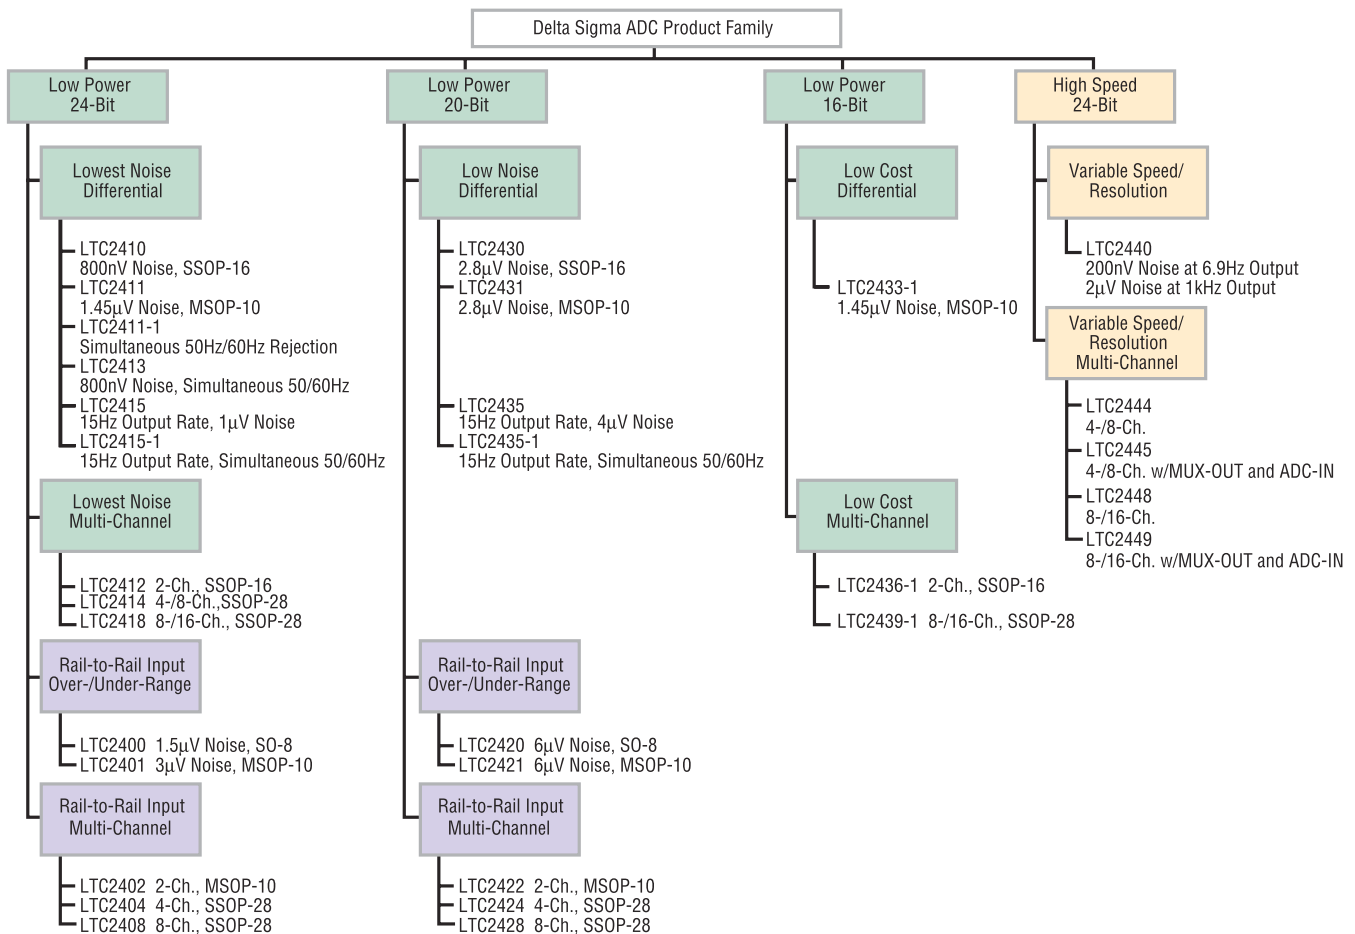 Delta Sigma ADC Product Family
Low Power
24-Bit
Lowest Noise
Differential
LTC2410
800nV Noise, SSOP-16
LTC2411
1.45µV Noise, MSOP-10
LTC2411-1
Simultaneous 50Hz/60Hz Rejection
LTC2413
800nV Noise, Simultaneous 50/60Hz
LTC2415
15Hz Output Rate, 1µV Noise
LTC2415-1
15Hz Output Rate, Simultaneous 50/60Hz
Lowest Noise
Multi-Channel
LTC2412 2-Ch., SSOP-16
LTC2414 4-/8-Ch.,SSOP-28
LTC2418 8-/16-Ch., SSOP-28
Rail-to-Rail Input
Over-/Under-Range
LTC2400 1.5µV Noise, SO-8
LTC2401 3µV Noise, MSOP-10
Rail-to-Rail Input
Multi-Channel
LTC2402 2-Ch., MSOP-10
LTC2404 4-Ch., SSOP-28
LTC2408 8-Ch., SSOP-28
Low Power
20-Bit
Low Noise
Differential
LTC2430
2.8µV Noise, SSOP-16
LTC2431
2.8µV Noise, MSOP-10
LTC2435
15Hz Output Rate, 4µV Noise
LTC2435-1
15Hz Output Rate, Simultaneous 50/60Hz
Rail-to-Rail Input
Over-/Under-Range
LTC2420 6µV Noise, SO-8
LTC2421 6µV Noise, MSOP-10
Rail-to-Rail Input
Multi-Channel
LTC2422 2-Ch., MSOP-10
LTC2424 4-Ch., SSOP-28
LTC2428 8-Ch., SSOP-28
Low Power
16-Bit
Low Cost
Differential
LTC2433-1
1.45µV Noise, MSOP-10
Low Cost
Multi-Channel
LTC2436-1 2-Ch., SSOP-16
LTC2439-1 8-/16-Ch., SSOP-28
High Speed
24-Bit
Variable Speed/
Resolution
LTC2440
200nV Noise at 6.9Hz Output
2µV Noise at 1kHz Output
Variable Speed/
Resolution
Multi-Channel
LTC2444
4-/8-Ch.
LTC2445
4-/8-Ch. w/MUX-OUT and ADC-IN
LTC2448
8-/16-Ch.
LTC2449
8-/16-Ch. w/MUX-OUT and ADC-IN